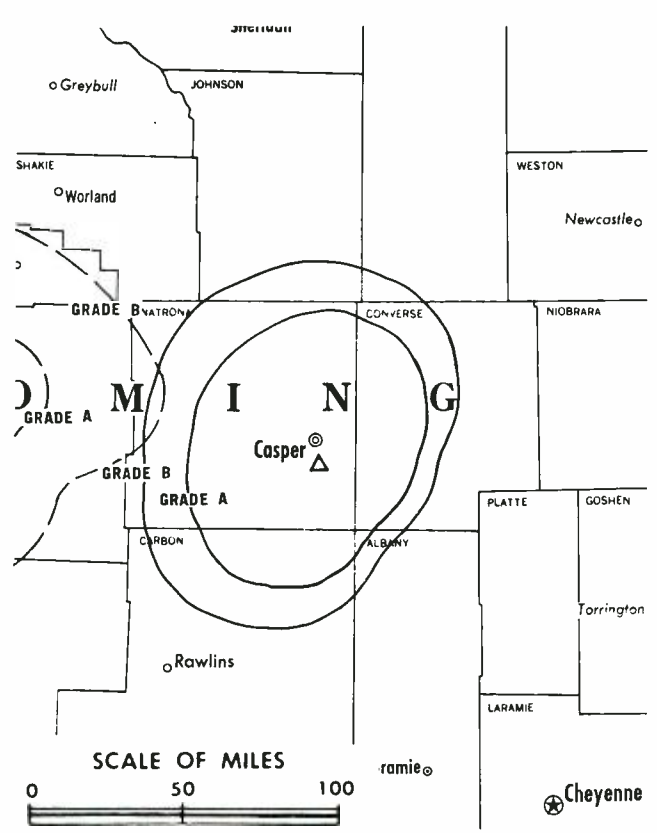 Sheridan
Greybull
JOHNSON
SHAKIE
WESTON
Worland
Newcastle
GRADE B
NATRONA
CONVERSE
NIOBRARA
O M I N G
GRADE A
Casper
GRADE B
GRADE A
PLATTE
GOSHEN
CARBON
ALBANY
Torrington
Rawlins
LARAMIE
SCALE OF MILES
ramie
0 50 100
Cheyenne